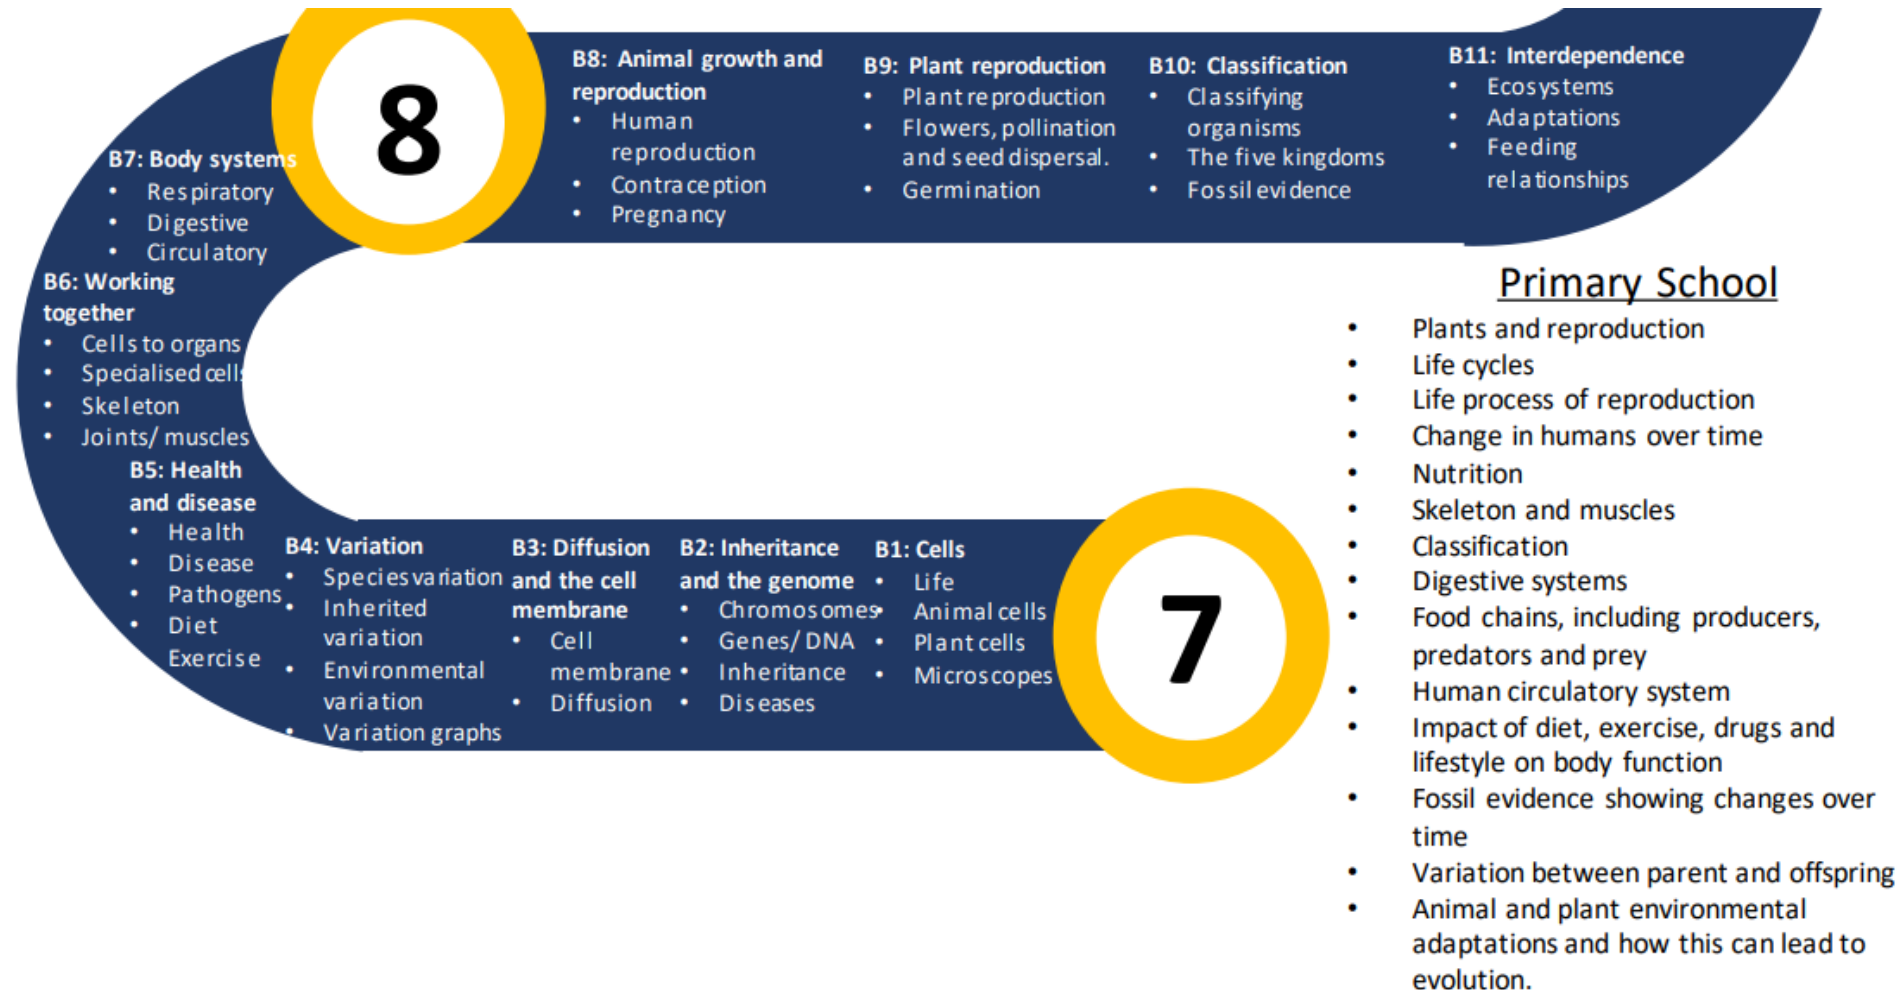 8
B8: Animal growth and
reproduction
• Human
reproduction
• Contraception
• Pregnancy
B9: Plant reproduction
• Plant reproduction
• Flowers, pollination
and seed dispersal.
• Germination
B10: Classification
• Classifying
organisms
• The five kingdoms
• Fossil evidence
B11: Interdependence
• Ecosystems
• Adaptations
• Feeding
relationships
B7: Body systems
• Respiratory
• Digestive
• Circulatory
B6: Working
together
• Cells to organs
• Specialised cells
• Skeleton
• Joints/ muscles
B5: Health
and disease
• Health
• Disease
• Pathogens
• Diet
Exercise
B4: Variation
• Species variation
• Inherited
variation
• Environmental
variation
• Variation graphs
B3: Diffusion
and the cell
membrane
• Cell
membrane
• Diffusion
B2: Inheritance
and the genome
• Chromosomes
• Genes/ DNA
• Inheritance
• Diseases
B1: Cells
• Life
• Animal cells
• Plant cells
• Microscopes
7
Primary School
• Plants and reproduction
• Life cycles
• Life process of reproduction
• Change in humans over time
• Nutrition
• Skeleton and muscles
• Classification
• Digestive systems
• Food chains, including producers,
predators and prey
• Human circulatory system
• Impact of diet, exercise, drugs and
lifestyle on body function
• Fossil evidence showing changes over
time
• Variation between parent and offspring
• Animal and plant environmental
adaptations and how this can lead to
evolution.